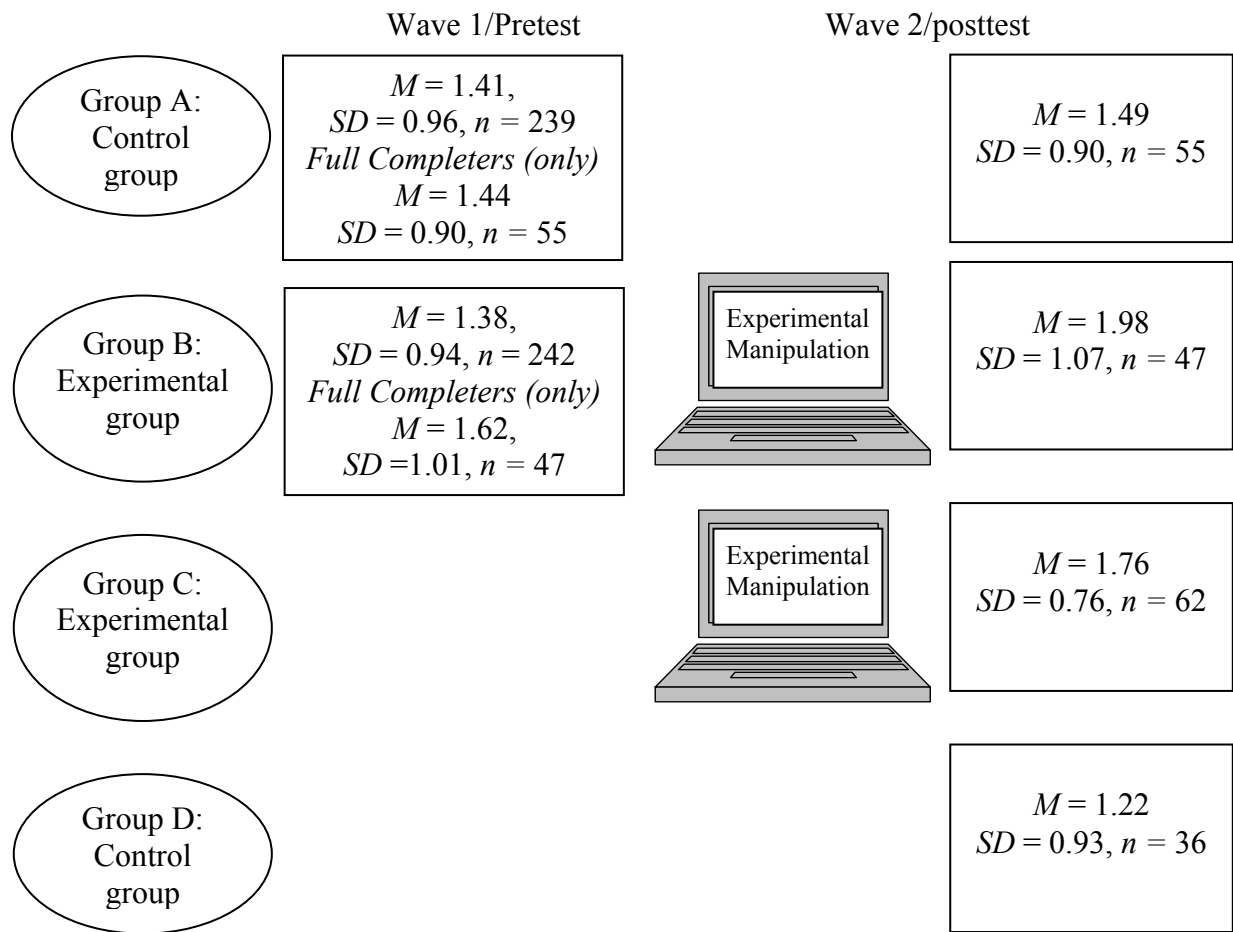 Wave 1/Pretest
Wave 2/posttest
Group A:
Control
group
M = 1.41,
SD = 0.96, n = 239
Full Completers (only)
M = 1.44
SD = 0.90, n = 55
M = 1.49
SD = 0.90, n = 55
Group B:
Experimental
group
M = 1.38,
SD = 0.94, n = 242
Full Completers (only)
M = 1.62,
SD =1.01, n = 47
Experimental
Manipulation
M = 1.98
SD = 1.07, n = 47
Group C:
Experimental
group
Experimental
Manipulation
M = 1.76
SD = 0.76, n = 62
Group D:
Control
group
M = 1.22
SD = 0.93, n = 36